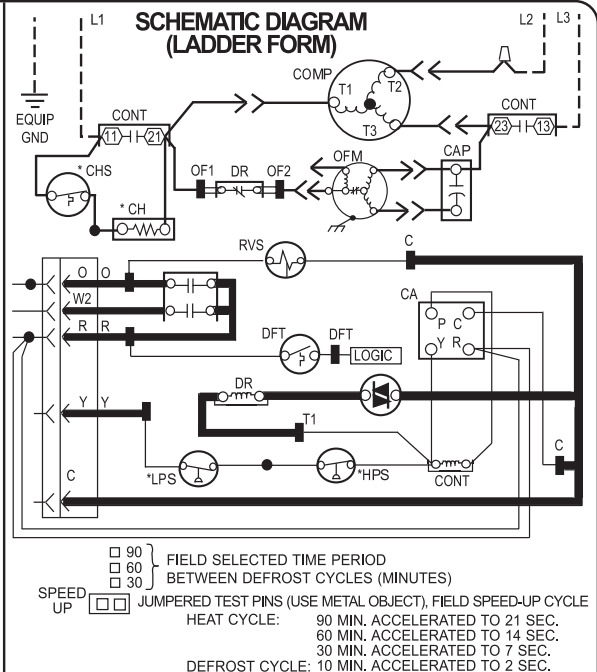 L1
SCHEMATIC DIAGRAM
(LADDER FORM)
L2 L3
COMP
T1 T2
T3
EQUIP
GND
CONT
11 21
CONT
23 13
* CHS
* CH
OF1 DR OF2
OFM
CAP
RVS
C
O O
W2
R R
CA
P C
Y R
DFT DFT
LOGIC
DR
Y Y
T1
C
*LPS
*HPS
CONT
C
90
60
30
FIELD SELECTED TIME PERIOD
BETWEEN DEFROST CYCLES (MINUTES)
SPEED
UP
JUMPERED TEST PINS (USE METAL OBJECT), FIELD SPEED-UP CYCLE
HEAT CYCLE: 90 MIN. ACCELERATED TO 21 SEC.
60 MIN. ACCELERATED TO 14 SEC.
30 MIN. ACCELERATED TO 7 SEC.
DEFROST CYCLE: 10 MIN. ACCELERATED TO 2 SEC.